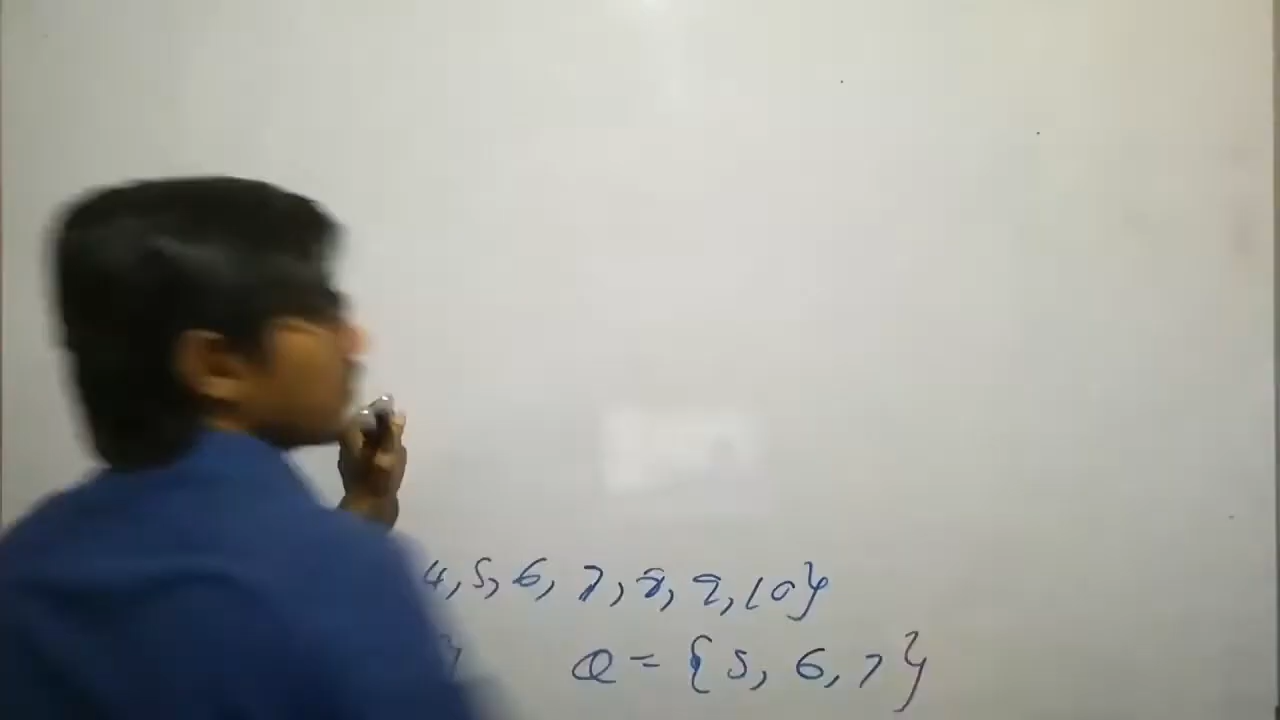 4, 5, 6, 7, 8, 9, 10}
} Q = {5, 6, 7}